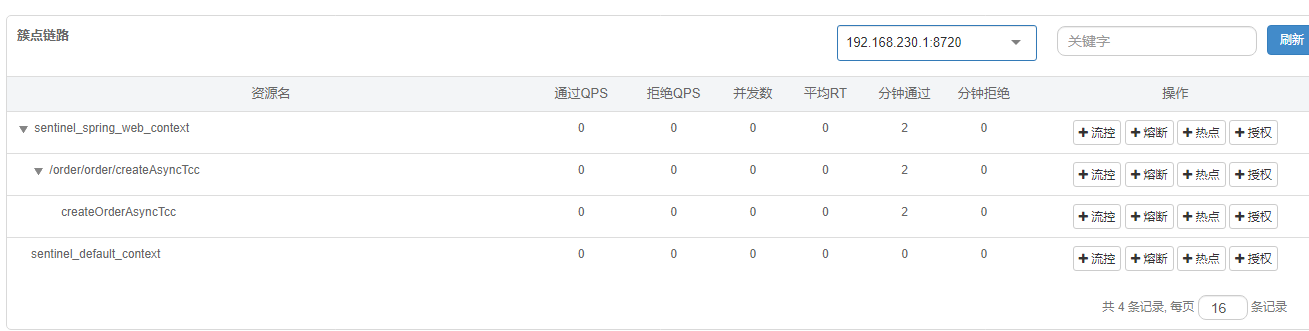 簇点链路 192.168.230.1:8720 关键字 刷新
资源名 通过QPS 拒绝QPS 并发数 平均RT 分钟通过 分钟拒绝 操作
sentinel_spring_web_context 0 0 0 0 2 0 +流控 +熔断 +热点 +授权
/order/order/createAsyncTcc 0 0 0 0 2 0 +流控 +熔断 +热点 +授权
createOrderAsyncTcc 0 0 0 0 2 0 +流控 +熔断 +热点 +授权
sentinel_default_context 0 0 0 0 0 0 +流控 +熔断 +热点 +授权
共 4 条记录, 每页 16 条记录